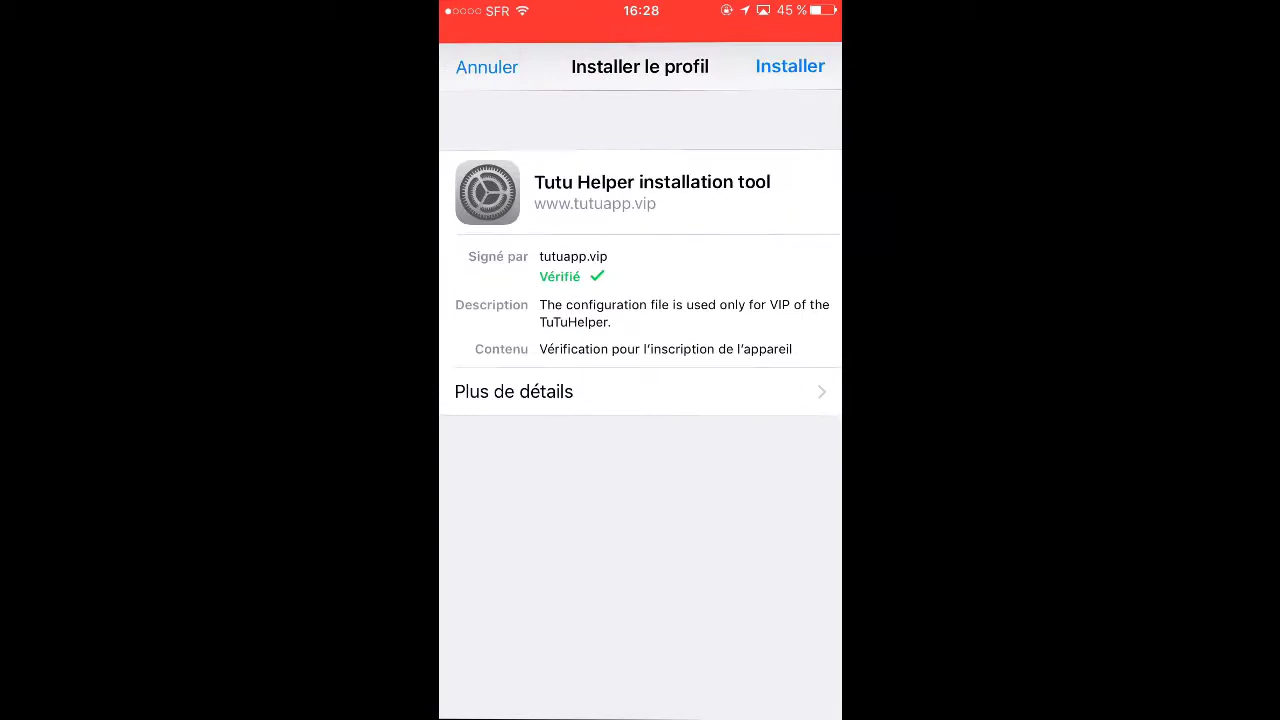 SFR 16:28 45 %
Annuler Installer le profil Installer
Tutu Helper installation tool
www.tutuapp.vip
Signé par tutuapp.vip
Vérifié
Description The configuration file is used only for VIP of the
TuTuHelper.
Contenu Vérification pour l’inscription de l’appareil
Plus de détails